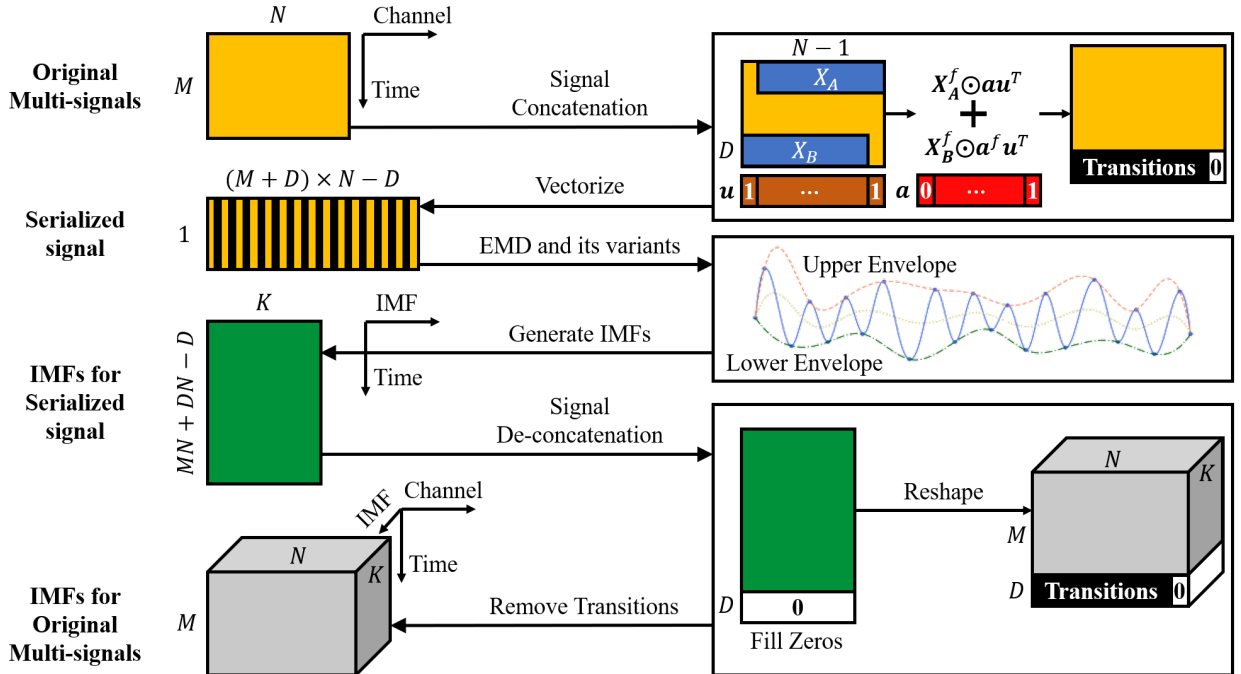 N
Channel
Original
Multi-signals
M
Time
Signal
Concatenation
N − 1
X_A
D
X_B
u 1 ... 1
a 0 ... 1
X_A^f ⊙ au^T
+
X_B^f ⊙ a^f u^T
Transitions 0
(M + D) × N − D
Vectorize
Serialized
signal
1
EMD and its variants
Upper Envelope
Lower Envelope
K
IMF
Generate IMFs
Time
IMFs for
Serialized
signal
MN + DN − D
Signal
De-concatenation
N
K
Reshape
M
D
Transitions 0
D
0
Fill Zeros
IMF
Channel
N
K
Time
Remove Transitions
IMFs for
Original
Multi-signals
M